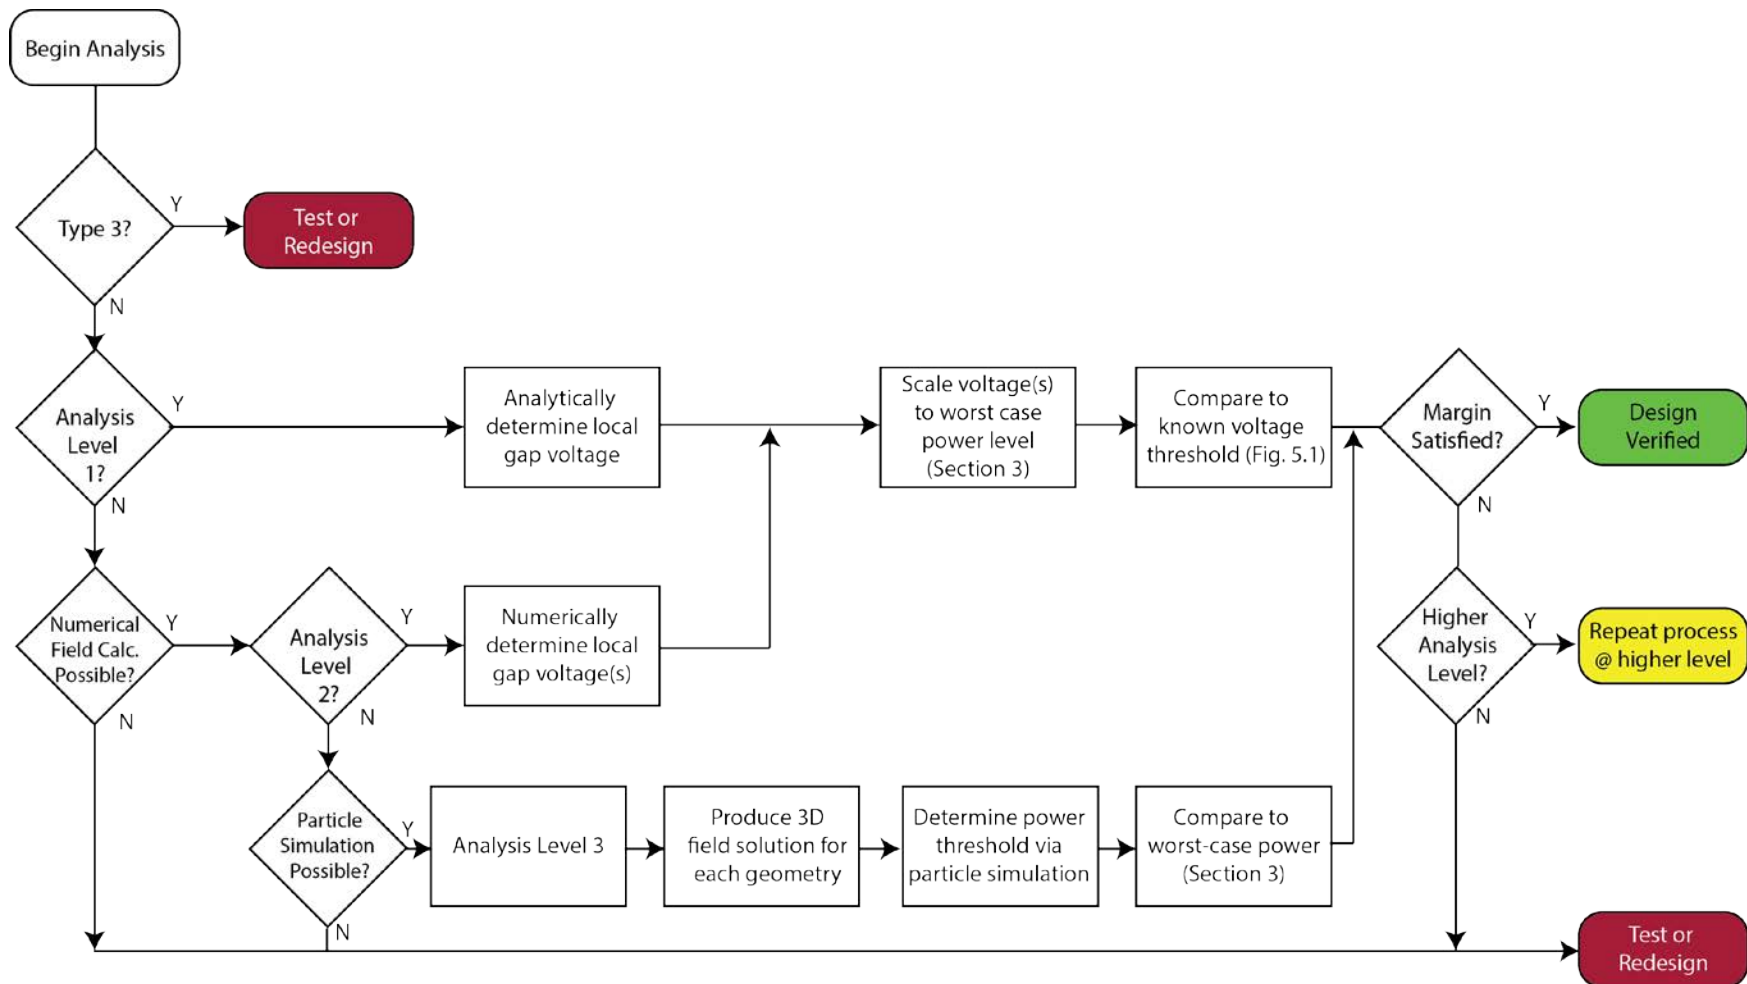 Begin Analysis
Type 3?
Y
N
Test or
Redesign
Analysis
Level
1?
Y
N
Analytically
determine local
gap voltage
Scale voltage(s)
to worst case
power level
(Section 3)
Compare to
known voltage
threshold (Fig. 5.1)
Margin
Satisfied?
Y
N
Design
Verified
Numerical
Field Calc.
Possible?
Y
N
Analysis
Level
2?
Y
N
Numerically
determine local
gap voltage(s)
Higher
Analysis
Level?
Y
N
Repeat process
@ higher level
Particle
Simulation
Possible?
Y
N
Analysis Level 3
Produce 3D
field solution for
each geometry
Determine power
threshold via
particle simulation
Compare to
worst-case power
(Section 3)
Test or
Redesign